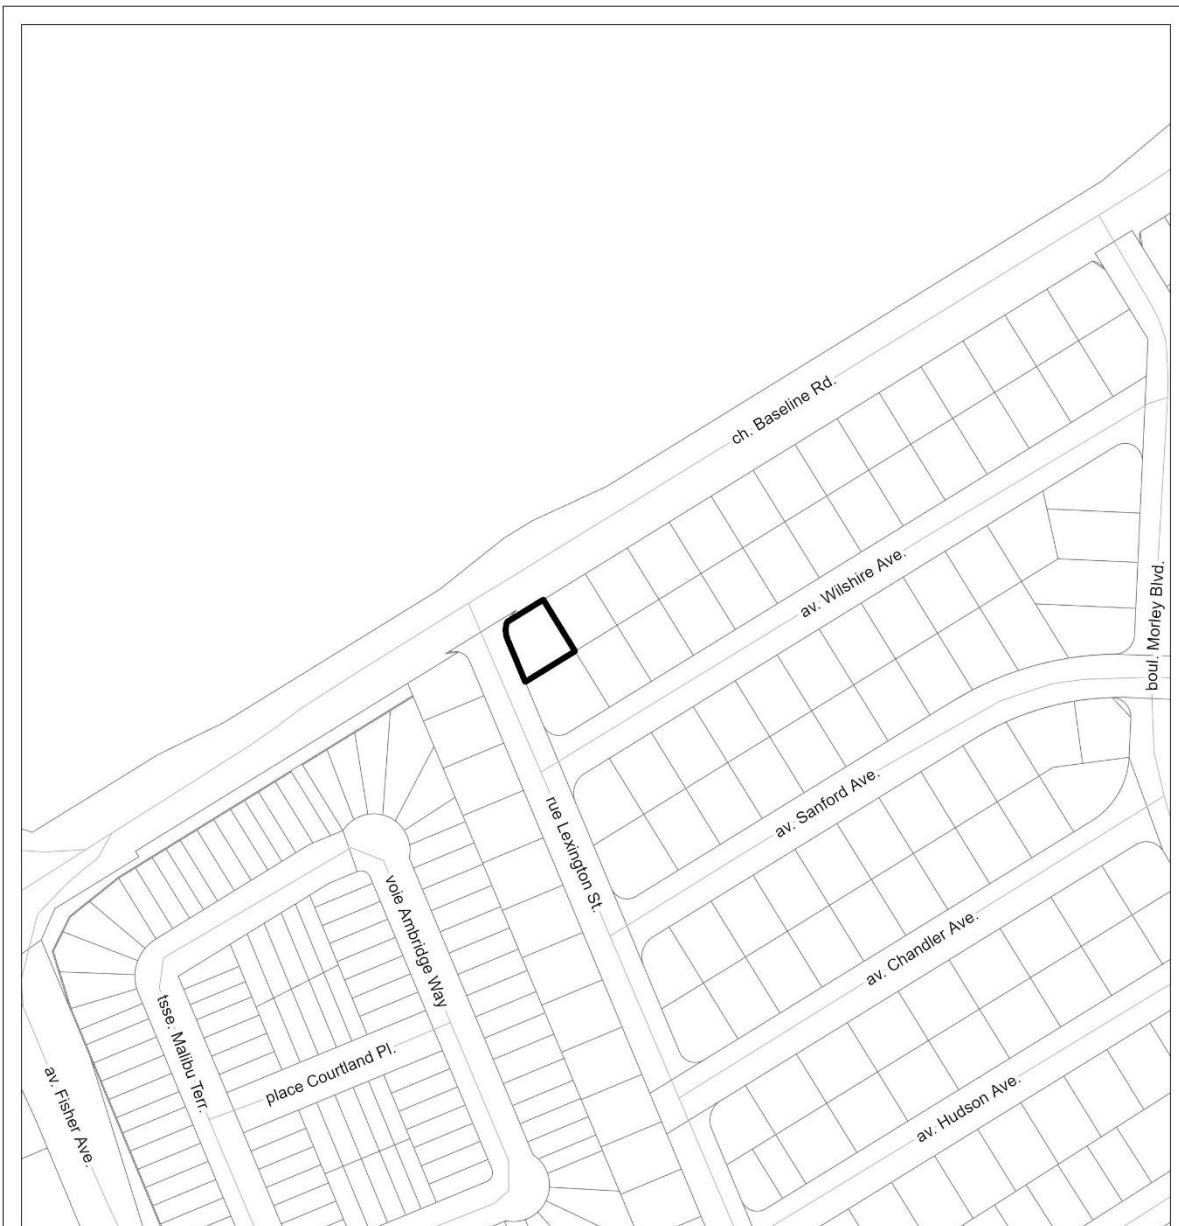 ch. Baseline Rd.
av. Wilshire Ave.
boul. Morley Blvd.
av. Sanford Ave.
rue Lexington St.
voie Ambridge Way
av. Chandler Ave.
tsse. Malibu Terr.
place Courtland Pl.
av. Fisher Ave.
av. Hudson Ave.